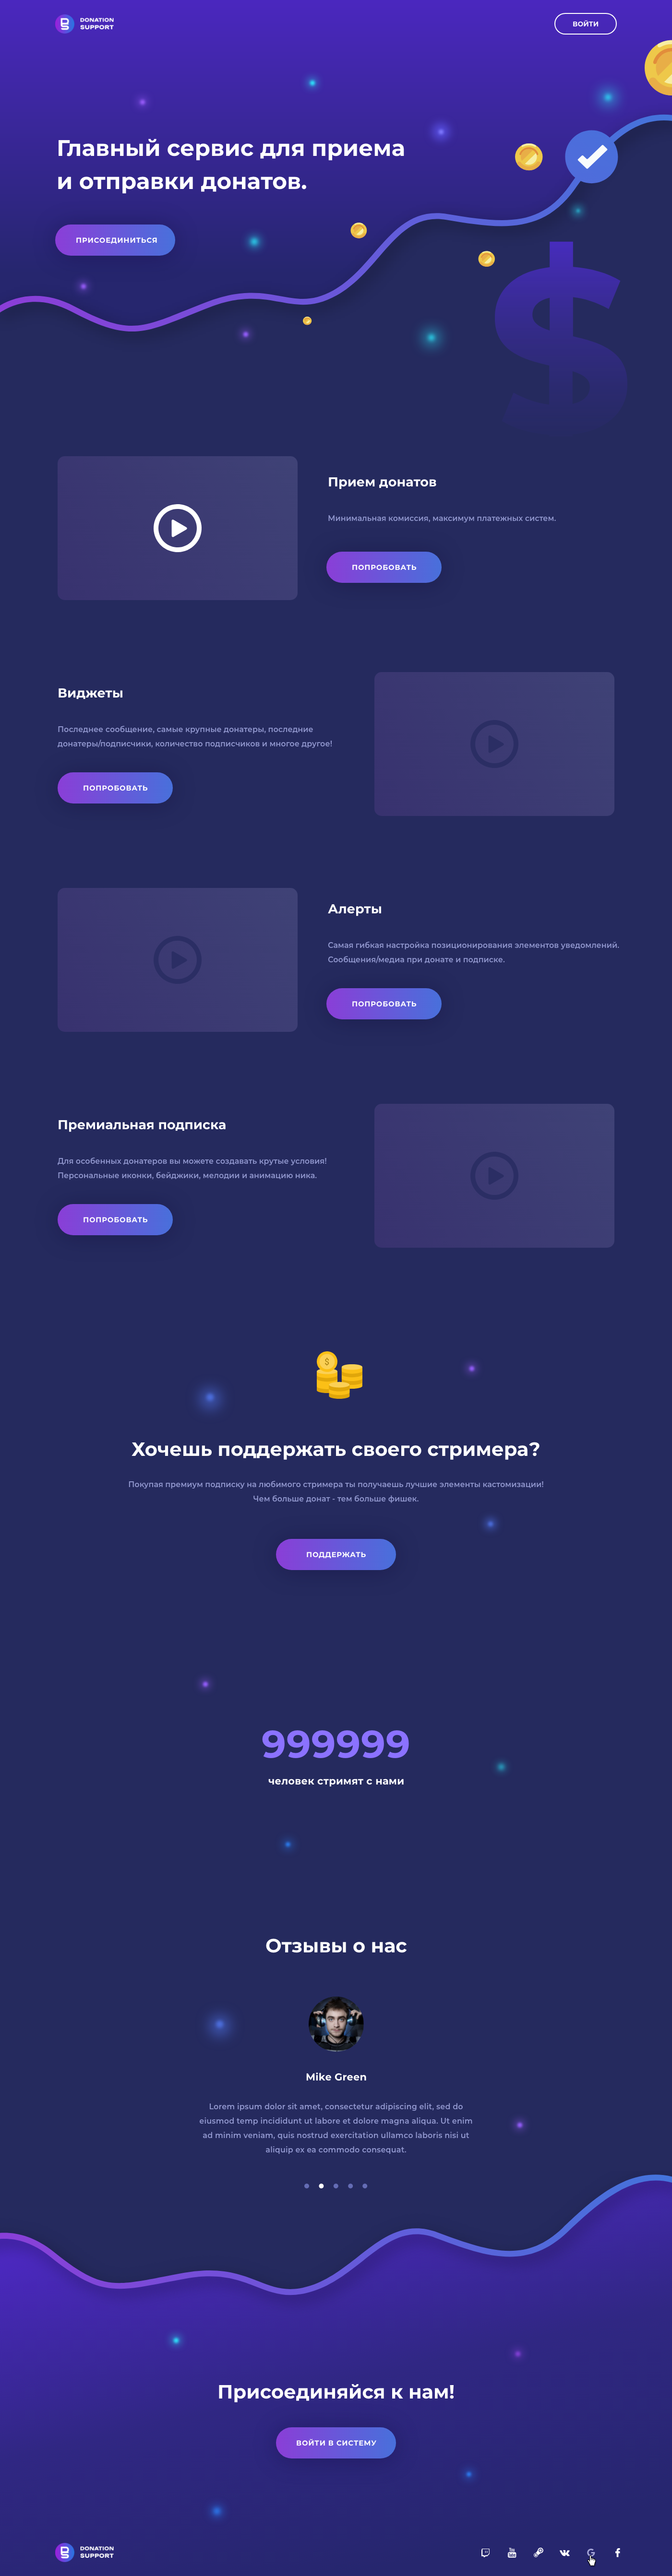 DONATION
SUPPORT
ВОЙТИ
Главный сервис для приема
и отправки донатов.
ПРИСОЕДИНИТЬСЯ
$
Прием донатов
Минимальная комиссия, максимум платежных систем.
ПОПРОБОВАТЬ
Виджеты
Последнее сообщение, самые крупные донатеры, последние
донатеры/подписчики, количество подписчиков и многое другое!
ПОПРОБОВАТЬ
Алерты
Самая гибкая настройка позиционирования элементов уведомлений.
Сообщения/медиа при донате и подписке.
ПОПРОБОВАТЬ
Премиальная подписка
Для особенных донатеров вы можете создавать крутые условия!
Персональные иконки, бейджики, мелодии и анимацию ника.
ПОПРОБОВАТЬ
$
Хочешь поддержать своего стримера?
Покупая премиум подписку на любимого стримера ты получаешь лучшие элементы кастомизации!
Чем больше донат - тем больше фишек.
ПОДДЕРЖАТЬ
999999
человек стримят с нами
Отзывы о нас
Mike Green
Lorem ipsum dolor sit amet, consectetur adipiscing elit, sed do
eiusmod temp incididunt ut labore et dolore magna aliqua. Ut enim
ad minim veniam, quis nostrud exercitation ullamco laboris nisi ut
aliquip ex ea commodo consequat.
Присоединяйся к нам!
ВОЙТИ В СИСТЕМУ
DONATION
SUPPORT